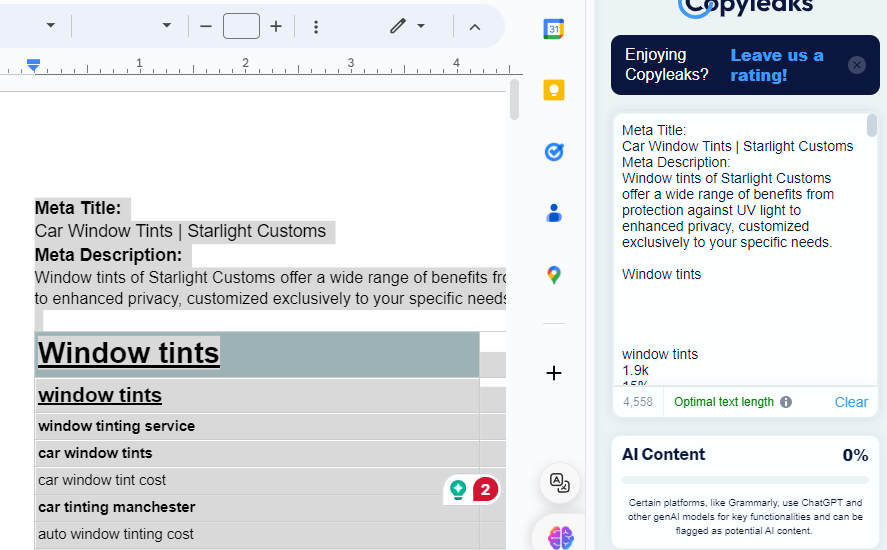 1
1
2
3
4
Meta Title:
Car Window Tints | Starlight Customs
Meta Description:
Window tints of Starlight Customs offer a wide range of benefits
to enhanced privacy, customized exclusively to your specific needs
Window tints
window tints
window tinting service
car window tints
car window tint cost
car tinting manchester
auto window tinting cost
2
31
Copyleaks
Enjoying
Copyleaks?
Leave us a
rating!
Meta Title:
Car Window Tints | Starlight Customs
Meta Description:
Window tints of Starlight Customs
offer a wide range of benefits from
protection against UV light to
enhanced privacy, customized
exclusively to your specific needs.
Window tints
window tints
1.9k
15%
4,558
Optimal text length
Clear
AI Content
0%
Certain platforms, like Grammarly, use ChatGPT and
other genAI models for key functionalities and can be
flagged as potential AI content.